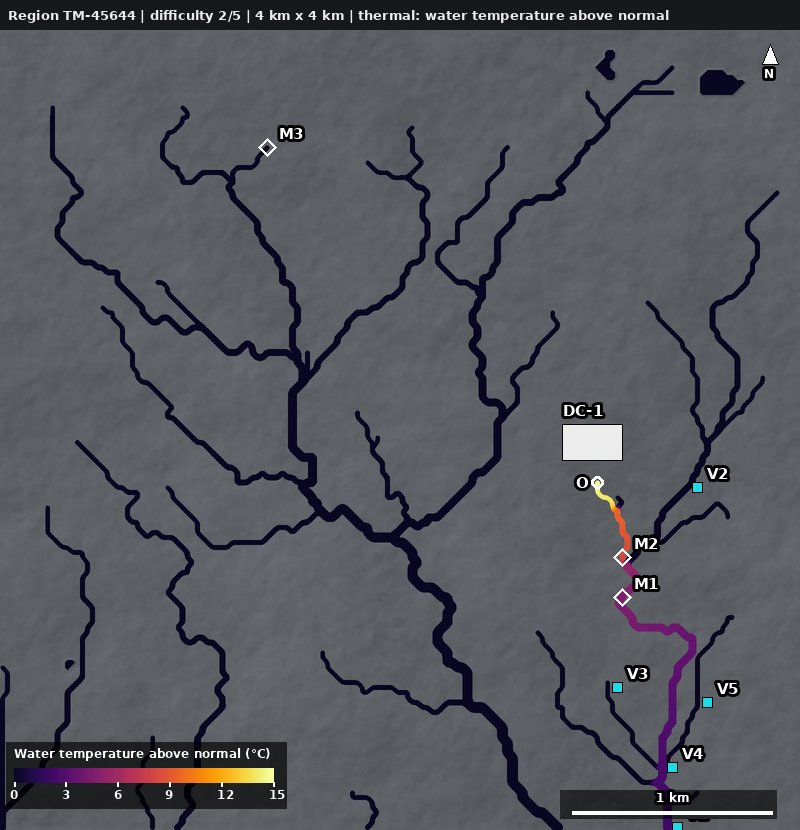 Region TM-45644 | difficulty 2/5 | 4 km x 4 km | thermal: water temperature above normal
N
M3
DC-1
O
V2
M2
M1
V3
V5
V4
Water temperature above normal (°C)
0 3 6 9 12 15
1 km